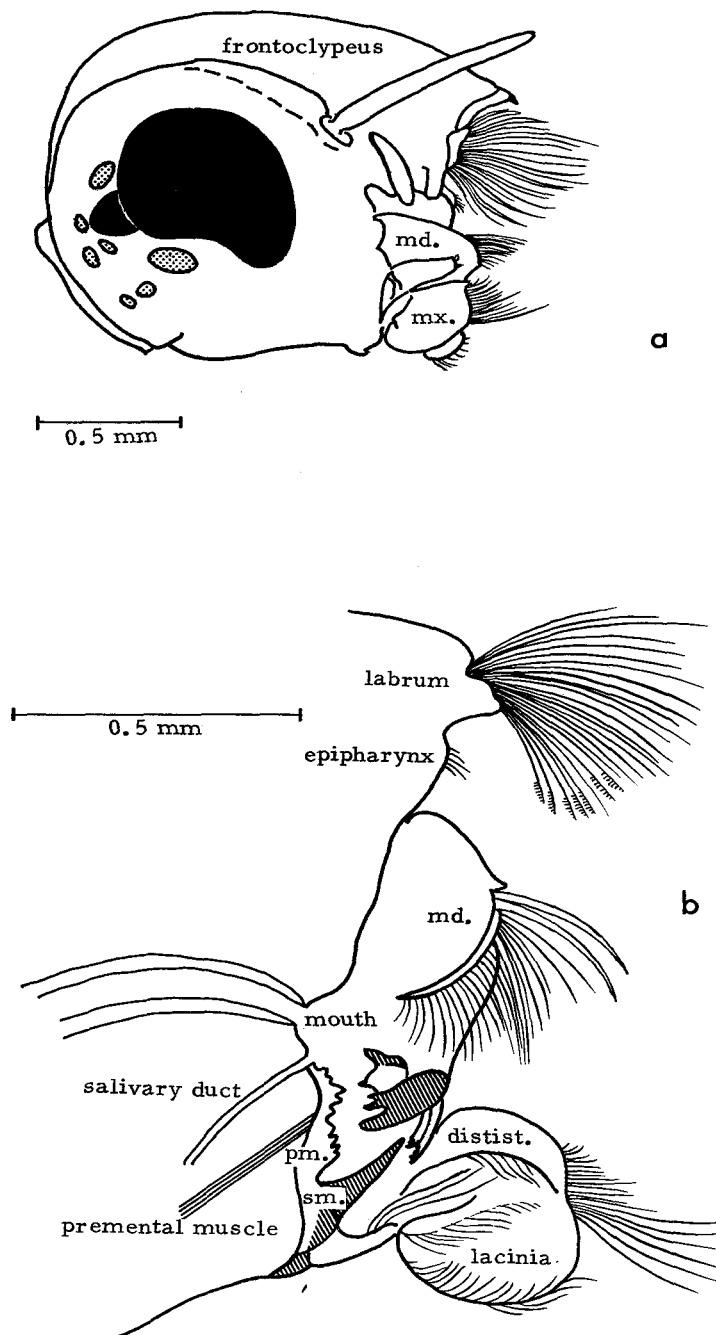 frontoclypeus
md.
mx.
a
0.5 mm
labrum
0.5 mm
epipharynx
md.
b
mouth
salivary duct
distist.
pm.
sm.
premental muscle
lacinia